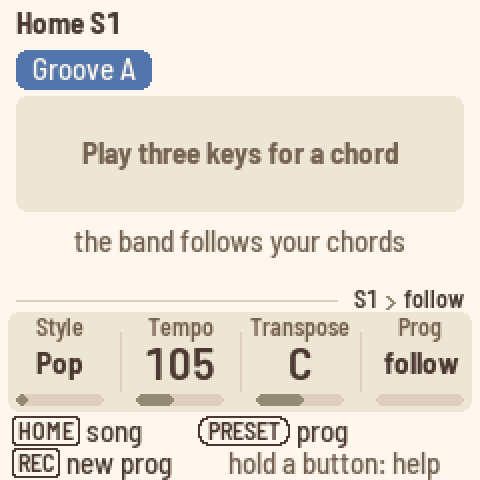 Home S1
Groove A
Play three keys for a chord
the band follows your chords
S1 > follow
Style Tempo Transpose Prog
Pop 105 C follow
HOME song PRESET prog
REC new prog hold a button: help